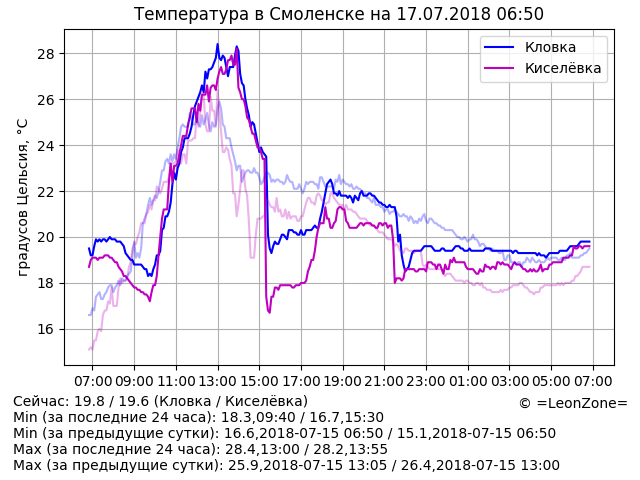 Температура в Смоленске на 17.07.2018 06:50
Кловка
Киселёвка
градусов Цельсия, °C
28
26
24
22
20
18
16
07:00 09:00 11:00 13:00 15:00 17:00 19:00 21:00 23:00 01:00 03:00 05:00 07:00
Сейчас: 19.8 / 19.6 (Кловка / Киселёвка)
© =LeonZone=
Min (за последние 24 часа): 18.3,09:40 / 16.7,15:30
Min (за предыдущие сутки): 16.6,2018-07-15 06:50 / 15.1,2018-07-15 06:50
Max (за последние 24 часа): 28.4,13:00 / 28.2,13:55
Max (за предыдущие сутки): 25.9,2018-07-15 13:05 / 26.4,2018-07-15 13:00